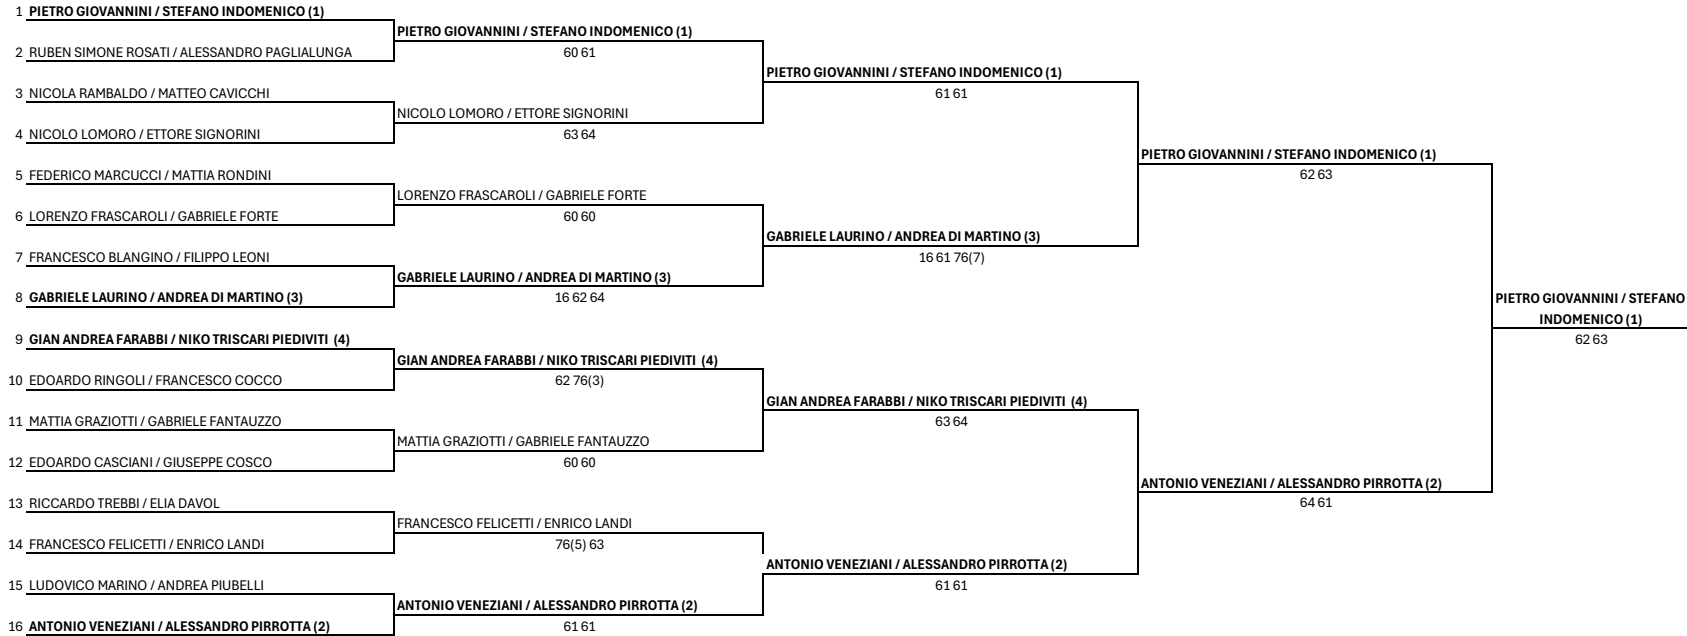 1 PIETRO GIOVANNINI / STEFANO INDOMENICO (1)
PIETRO GIOVANNINI / STEFANO INDOMENICO (1)
2 RUBEN SIMONE ROSATI / ALESSANDRO PAGLIALUNGA
60 61
PIETRO GIOVANNINI / STEFANO INDOMENICO (1)
3 NICOLA RAMBALDO / MATTEO CAVICCHI
61 61
NICOLO LOMORO / ETTORE SIGNORINI
4 NICOLO LOMORO / ETTORE SIGNORINI
63 64
PIETRO GIOVANNINI / STEFANO INDOMENICO (1)
5 FEDERICO MARCUCCI / MATTIA RONDINI
62 63
LORENZO FRASCAROLI / GABRIELE FORTE
6 LORENZO FRASCAROLI / GABRIELE FORTE
60 60
GABRIELE LAURINO / ANDREA DI MARTINO (3)
7 FRANCESCO BLANGINO / FILIPPO LEONI
16 61 76(7)
GABRIELE LAURINO / ANDREA DI MARTINO (3)
8 GABRIELE LAURINO / ANDREA DI MARTINO (3)
16 62 64
PIETRO GIOVANNINI / STEFANO
INDOMENICO (1)
62 63
9 GIAN ANDREA FARABBI / NIKO TRISCARI PIEDIVITI (4)
GIAN ANDREA FARABBI / NIKO TRISCARI PIEDIVITI (4)
10 EDOARDO RINGOLI / FRANCESCO COCCO
62 76(3)
GIAN ANDREA FARABBI / NIKO TRISCARI PIEDIVITI (4)
11 MATTIA GRAZIOTTI / GABRIELE FANTAUZZO
63 64
MATTIA GRAZIOTTI / GABRIELE FANTAUZZO
12 EDOARDO CASCIANI / GIUSEPPE COSCO
60 60
ANTONIO VENEZIANI / ALESSANDRO PIRROTTA (2)
13 RICCARDO TREBBI / ELIA DAVOL
64 61
FRANCESCO FELICETTI / ENRICO LANDI
14 FRANCESCO FELICETTI / ENRICO LANDI
76(5) 63
ANTONIO VENEZIANI / ALESSANDRO PIRROTTA (2)
15 LUDOVICO MARINO / ANDREA PIUBELLI
61 61
ANTONIO VENEZIANI / ALESSANDRO PIRROTTA (2)
16 ANTONIO VENEZIANI / ALESSANDRO PIRROTTA (2)
61 61